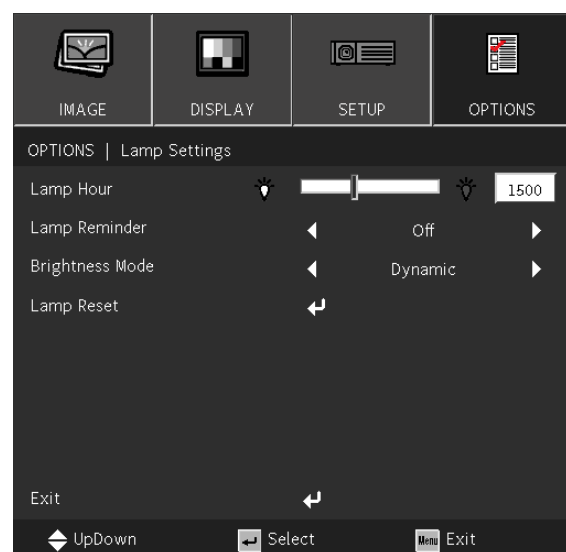 IMAGE DISPLAY SETUP OPTIONS
OPTIONS | Lamp Settings
Lamp Hour 1500
Lamp Reminder Off
Brightness Mode Dynamic
Lamp Reset
Exit
UpDown Select Menu Exit